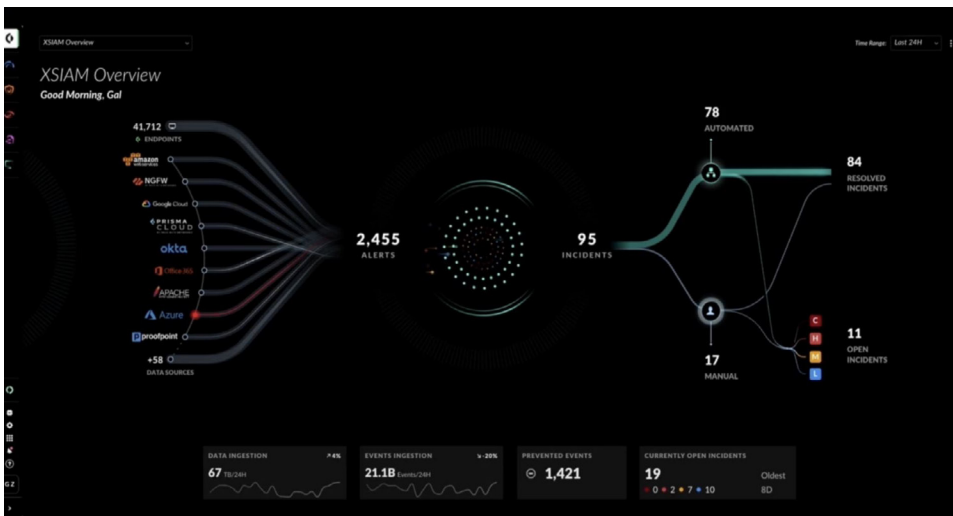 XSIAM Overview
Time Range: Last 24H
XSIAM Overview
Good Morning, Gal
41,712
ENDPOINTS
amazon
webservices
NGFW
Google Cloud
PRISMA
CLOUD
okta
Office 365
APACHE
Azure
proofpoint
+58
DATA SOURCES
2,455
ALERTS
95
INCIDENTS
78
AUTOMATED
17
MANUAL
84
RESOLVED
INCIDENTS
C
H
M
L
11
OPEN
INCIDENTS
GZ
DATA INGESTION 4%
67 TB/24H
EVENTS INGESTION -20%
21.1B Events/24H
PREVENTED EVENTS
1,421
CURRENTLY OPEN INCIDENTS
19 Oldest
0 2 7 10 8D